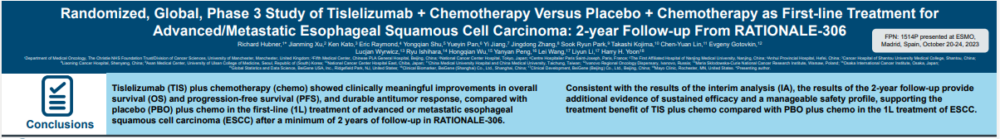 Randomized, Global, Phase 3 Study of Tislelizumab + Chemotherapy Versus Placebo + Chemotherapy as First-line Treatment for
Advanced/Metastatic Esophageal Squamous Cell Carcinoma: 2-year Follow-up From RATIONALE-306
Richard Hubner,1* Jianming Xu,2 Ken Kato,3 Eric Raymond,4 Yongqian Shu,5 Yueyin Pan,6 Yi Jiang,7 Jingdong Zhang,8 Sook Ryun Park,9 Takashi Kojima,10 Chen-Yuan Lin,11 Evgeny Gotovkin,12
Lucjan Wyrwicz,13 Ryu Ishihara,14 Hongqian Wu,15 Yanyan Peng,16 Lei Wang,17 Liyun Li,17 Harry H. Yoon18
FPN: 1514P presented at ESMO,
Madrid, Spain, October 20-24, 2023
1Department of Medical Oncology, The Christie NHS Foundation Trust/Division of Cancer Sciences, University of Manchester, Manchester, United Kingdom; 2Fifth Medical Center, Chinese PLA General Hospital, Beijing, China; 3National Cancer Center Hospital, Tokyo, Japan; 4Centre Hospitalier Paris Saint-Joseph, Paris, France; 5The First Affiliated Hospital of Nanjing Medical University, Nanjing, China; 6Anhui Provincial Hospital, Hefei, China; 7Cancer Hospital of Shantou University Medical College, Shantou, China;
8Liaoning Cancer Hospital, Shenyang, China; 9Asan Medical Center, University of Ulsan College of Medicine, Seoul, Republic of (South) Korea; 10National Cancer Center Hospital East, Chiba, Japan; 11China Medical University Hospital and China Medical University, Taichung, Taiwan; 12Ivanovo Regional Oncology Dispensary, Ivanovo, Russia; 13Maria Sklodowska-Curie National Cancer Research Institute, Warsaw, Poland; 14Osaka International Cancer Institute, Osaka, Japan;
15Global Statistics and Data Science, BeiGene USA, Inc., Ridgefield Park, NJ, United States; 16Clinical Biomarker, BeiGene (Shanghai) Co., Ltd., Shanghai, China; 17Clinical Development, BeiGene (Beijing) Co., Ltd., Beijing, China; 18Mayo Clinic, Rochester, MN, United States. *Presenting author.
Conclusions
Tislelizumab (TIS) plus chemotherapy (chemo) showed clinically meaningful improvements in overall
survival (OS) and progression-free survival (PFS), and durable antitumor response, compared with
placebo (PBO) plus chemo in the first-line (1L) treatment of advanced or metastatic esophageal
squamous cell carcinoma (ESCC) after a minimum of 2 years of follow-up in RATIONALE-306.
Consistent with the results of the interim analysis (IA), the results of the 2-year follow-up provide
additional evidence of sustained efficacy and a manageable safety profile, supporting the
treatment benefit of TIS plus chemo compared with PBO plus chemo in the 1L treatment of ESCC.